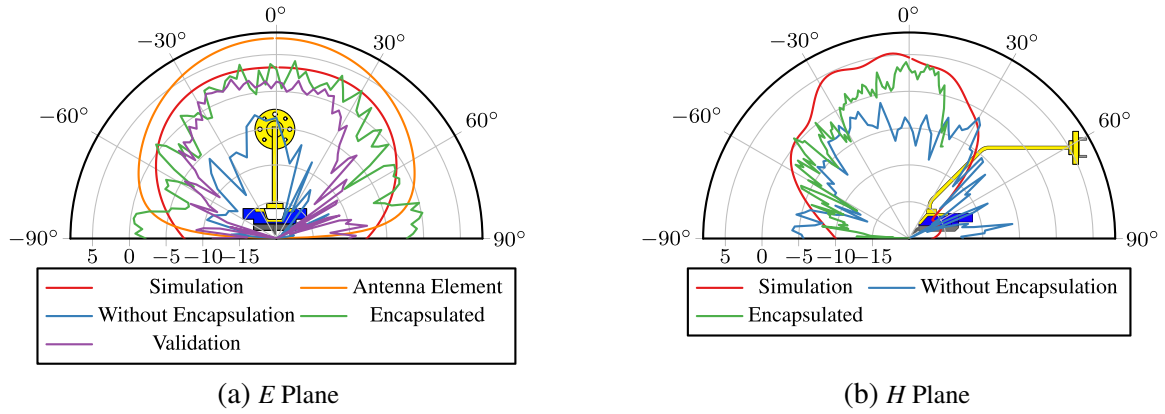 0° 0°
−30° 30° −30° 30°
−60° 60° −60° 60°
−90° 90° −90° 90°
5 0 −5 −10 −15 5 0 −5 −10 −15
Simulation Antenna Element
Without Encapsulation Encapsulated
Validation
Simulation Without Encapsulation
Encapsulated
(a) E Plane
(b) H Plane